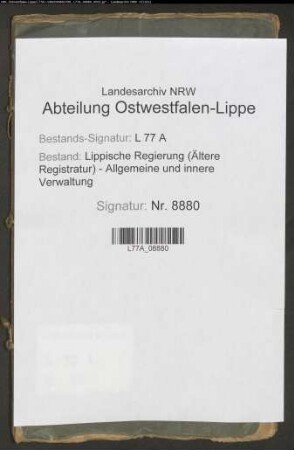 Landesarchiv NRW
Abteilung Ostwestfalen-Lippe
Bestands-Signatur: L 77 A
Bestand: Lippische Regierung (Ältere
Registratur) - Allgemeine und innere
Verwaltung
Signatur: Nr. 8880
L77A_08880